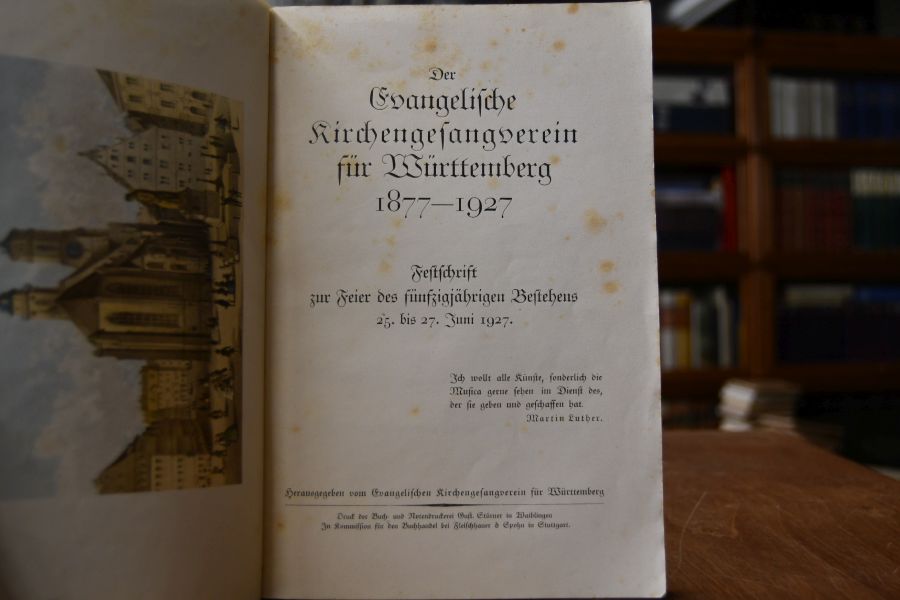 Der
Evangelische
Kirchengesangverein
für Württemberg
1877—1927
Festschrift
zur Feier des fünfzigjährigen Bestehens
25. bis 27. Juni 1927.
Ich wollt alle Künste, sonderlich die
Musica gerne sehen im Dienst des,
der sie geben und geschaffen hat.
Martin Luther.
Herausgegeben vom Evangelischen Kirchengesangverein für Württemberg
Druck der Buch- und Notendruckerei Gust. Stürner in Waiblingen
In Kommission für den Buchhandel bei Fleischhauer & Spohn in Stuttgart.